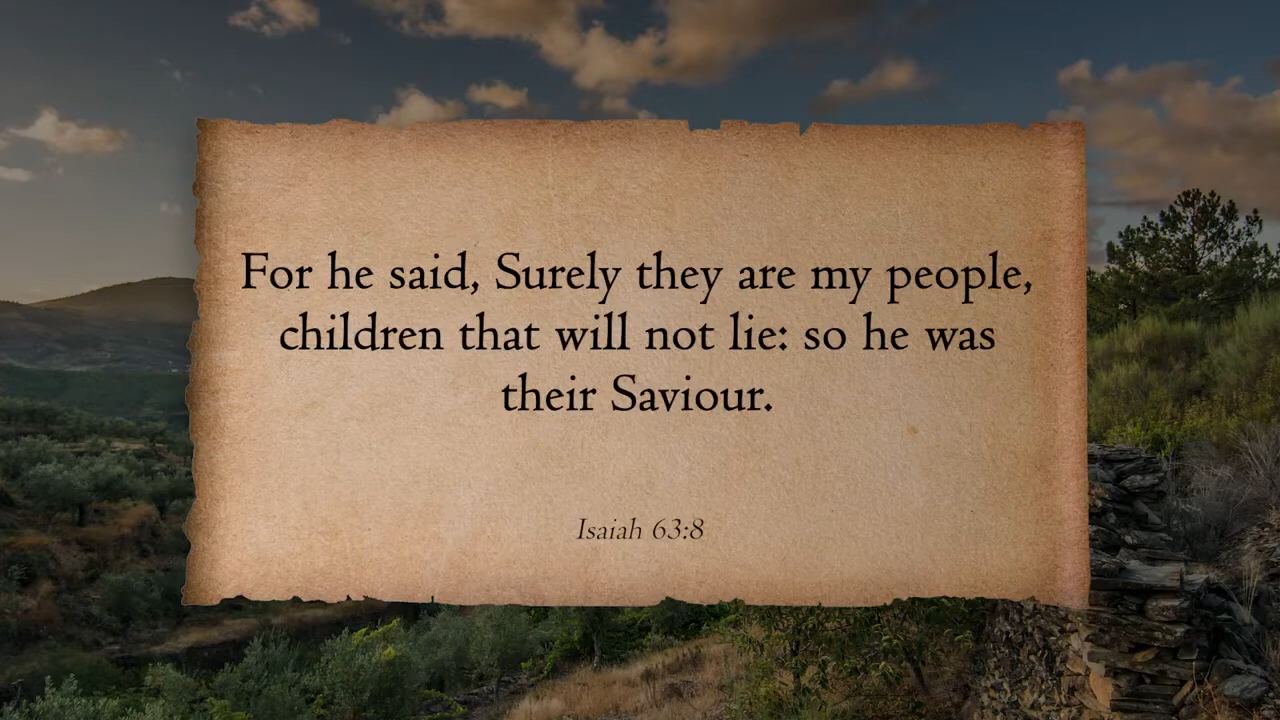 For he said, Surely they are my people,
children that will not lie: so he was
their Saviour.
Isaiah 63:8